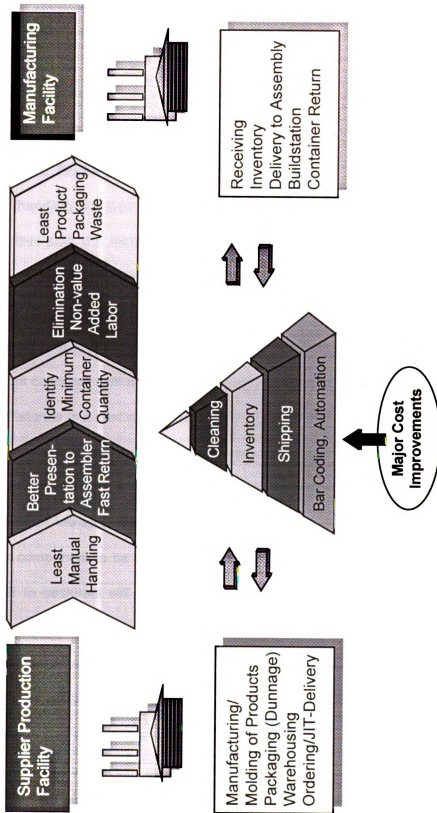 Supplier Production
Facility
Least
Manual
Handling
Better
Presen-
tation to
Assembler
Fast Return
Identify
Minimum
Container
Quantity
Elimination
Non-value
Added
Labor
Least
Product/
Packaging
Waste
Manufacturing
Facility
Manufacturing/
Molding of Products
Packaging (Dunnage)
Warehousing
Ordering/JIT-Delivery
Cleaning
Inventory
Shipping
Bar Coding, Automation
Major Cost
Improvements
Receiving
Inventory
Delivery to Assembly
Buildstation
Container Return